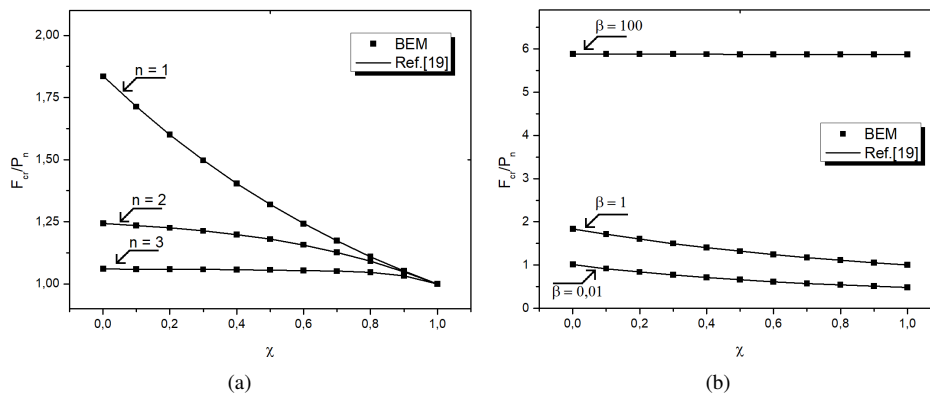 2,00
1,75
1,50
1,25
1,00
F_cr/P_n
n = 1
n = 2
n = 3
BEM
Ref.[19]
0,0 0,2 0,4 0,6 0,8 1,0
χ
(a)
6
5
4
3
2
1
0
F_cr/P_n
β = 100
β = 1
β = 0,01
BEM
Ref.[19]
0,0 0,2 0,4 0,6 0,8 1,0
χ
(b)